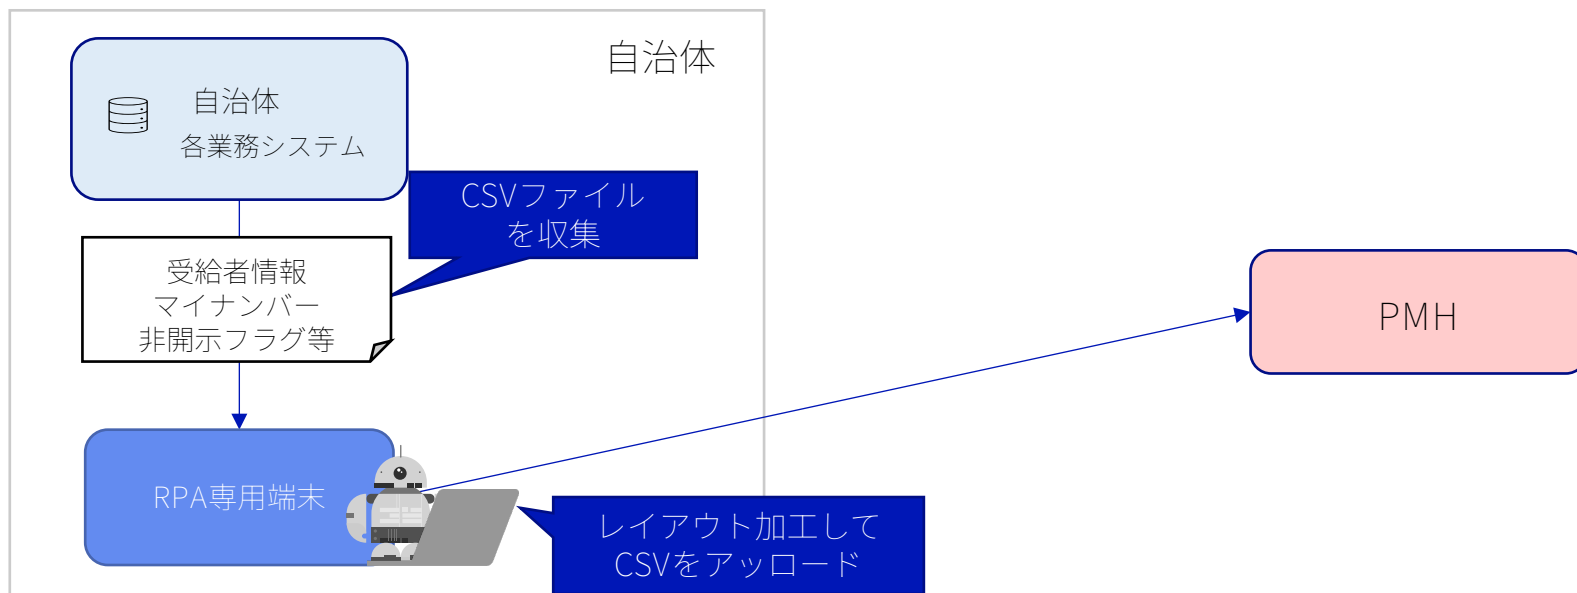 自治体
自治体
各業務システム
CSVファイル
を収集
受給者情報
マイナンバー
非開示フラグ等
PMH
RPA専用端末
レイアウト加工して
CSVをアッロード